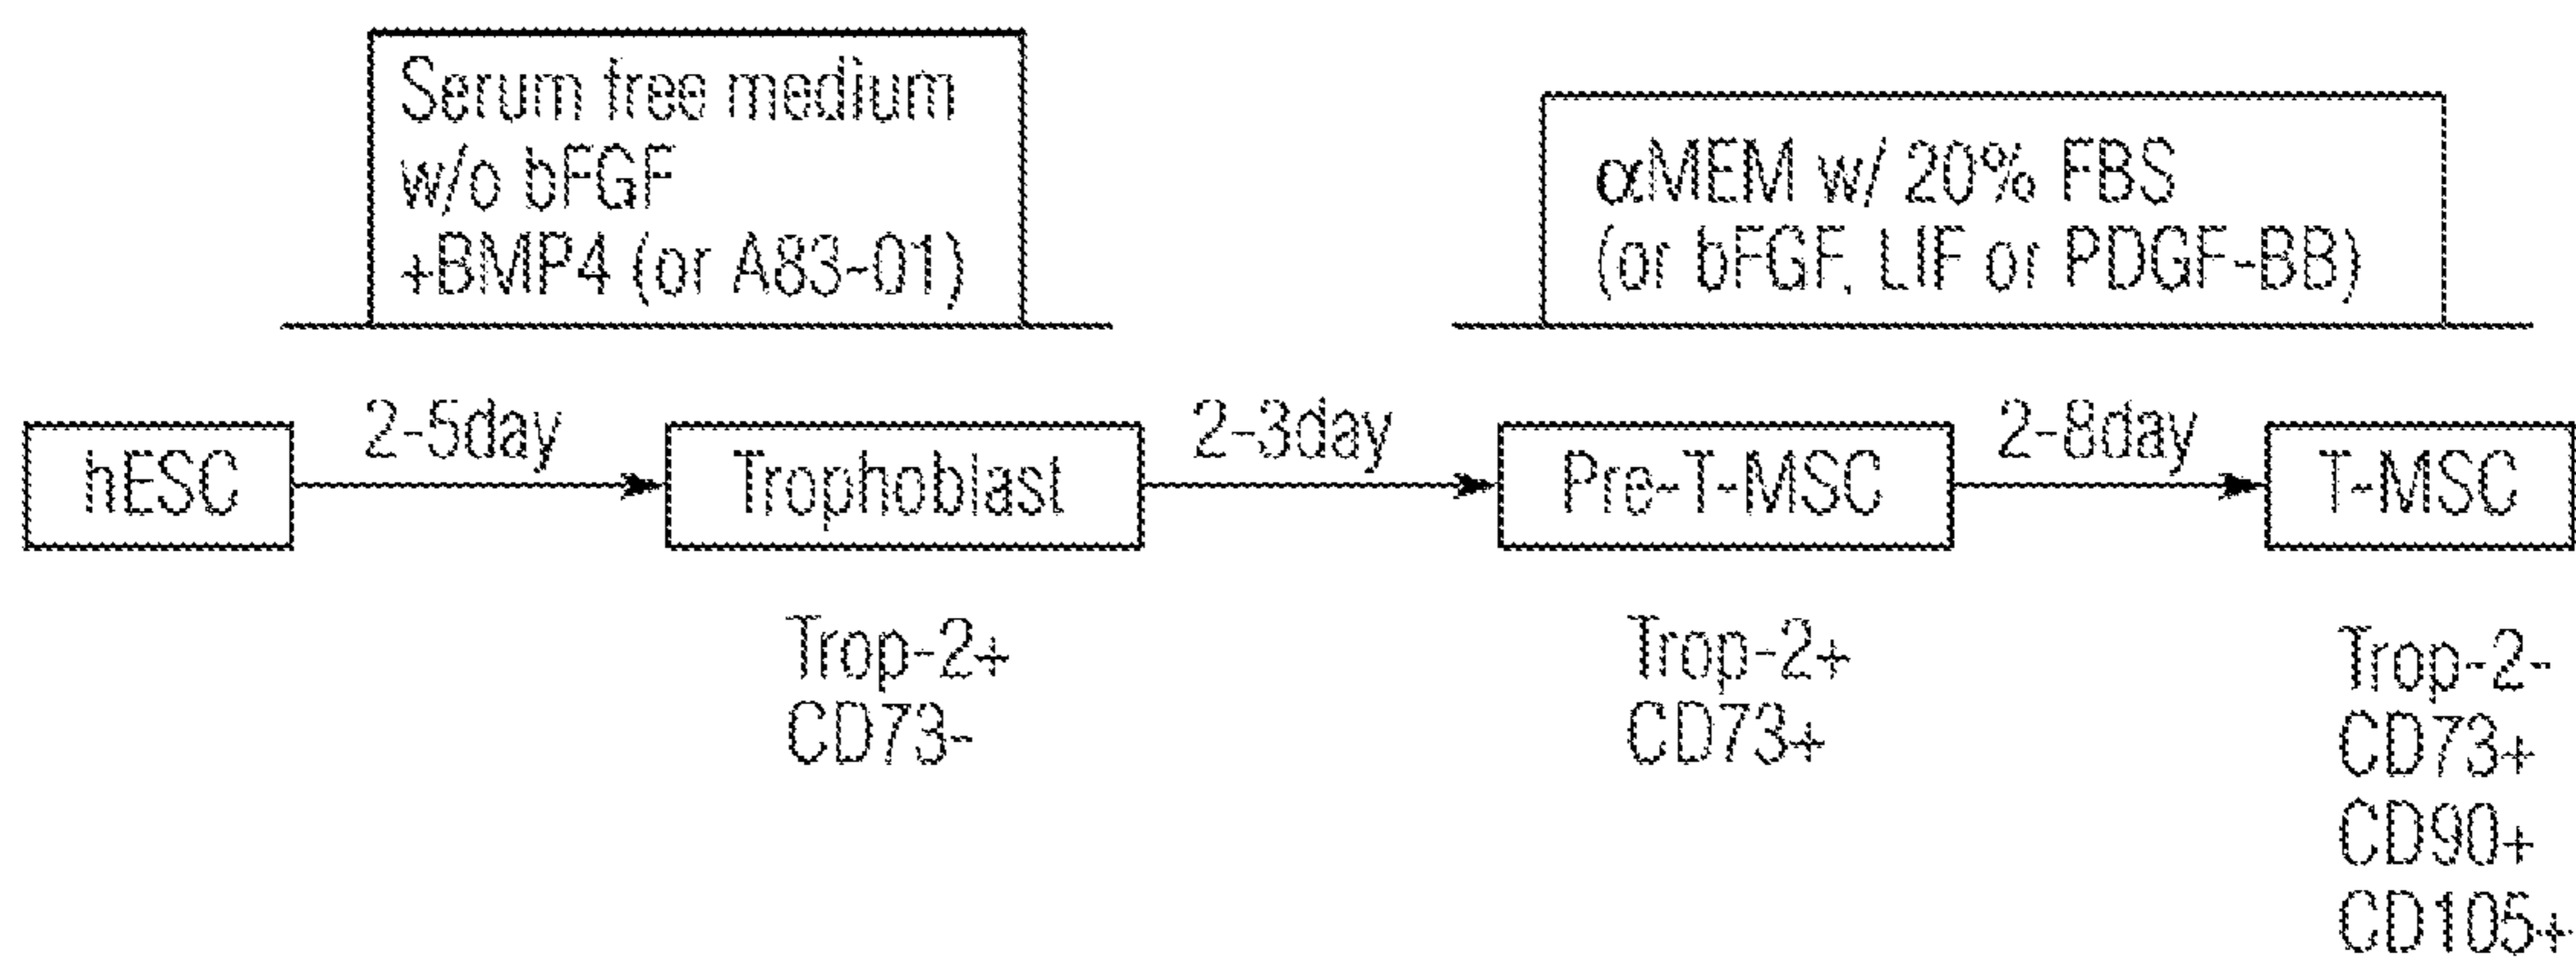 Serum free medium
w/o bFGF
+BMP4 (or A83-01)
αMEM w/ 20% FBS
(or bFGF, LIF or PDGF-BB)
hESC
2-5day
Trophoblast
2-3day
Pre-T-MSC
2-8day
T-MSC
Trop-2+
CD73-
Trop-2+
CD73+
Trop-2-
CD73+
CD90+
CD105+